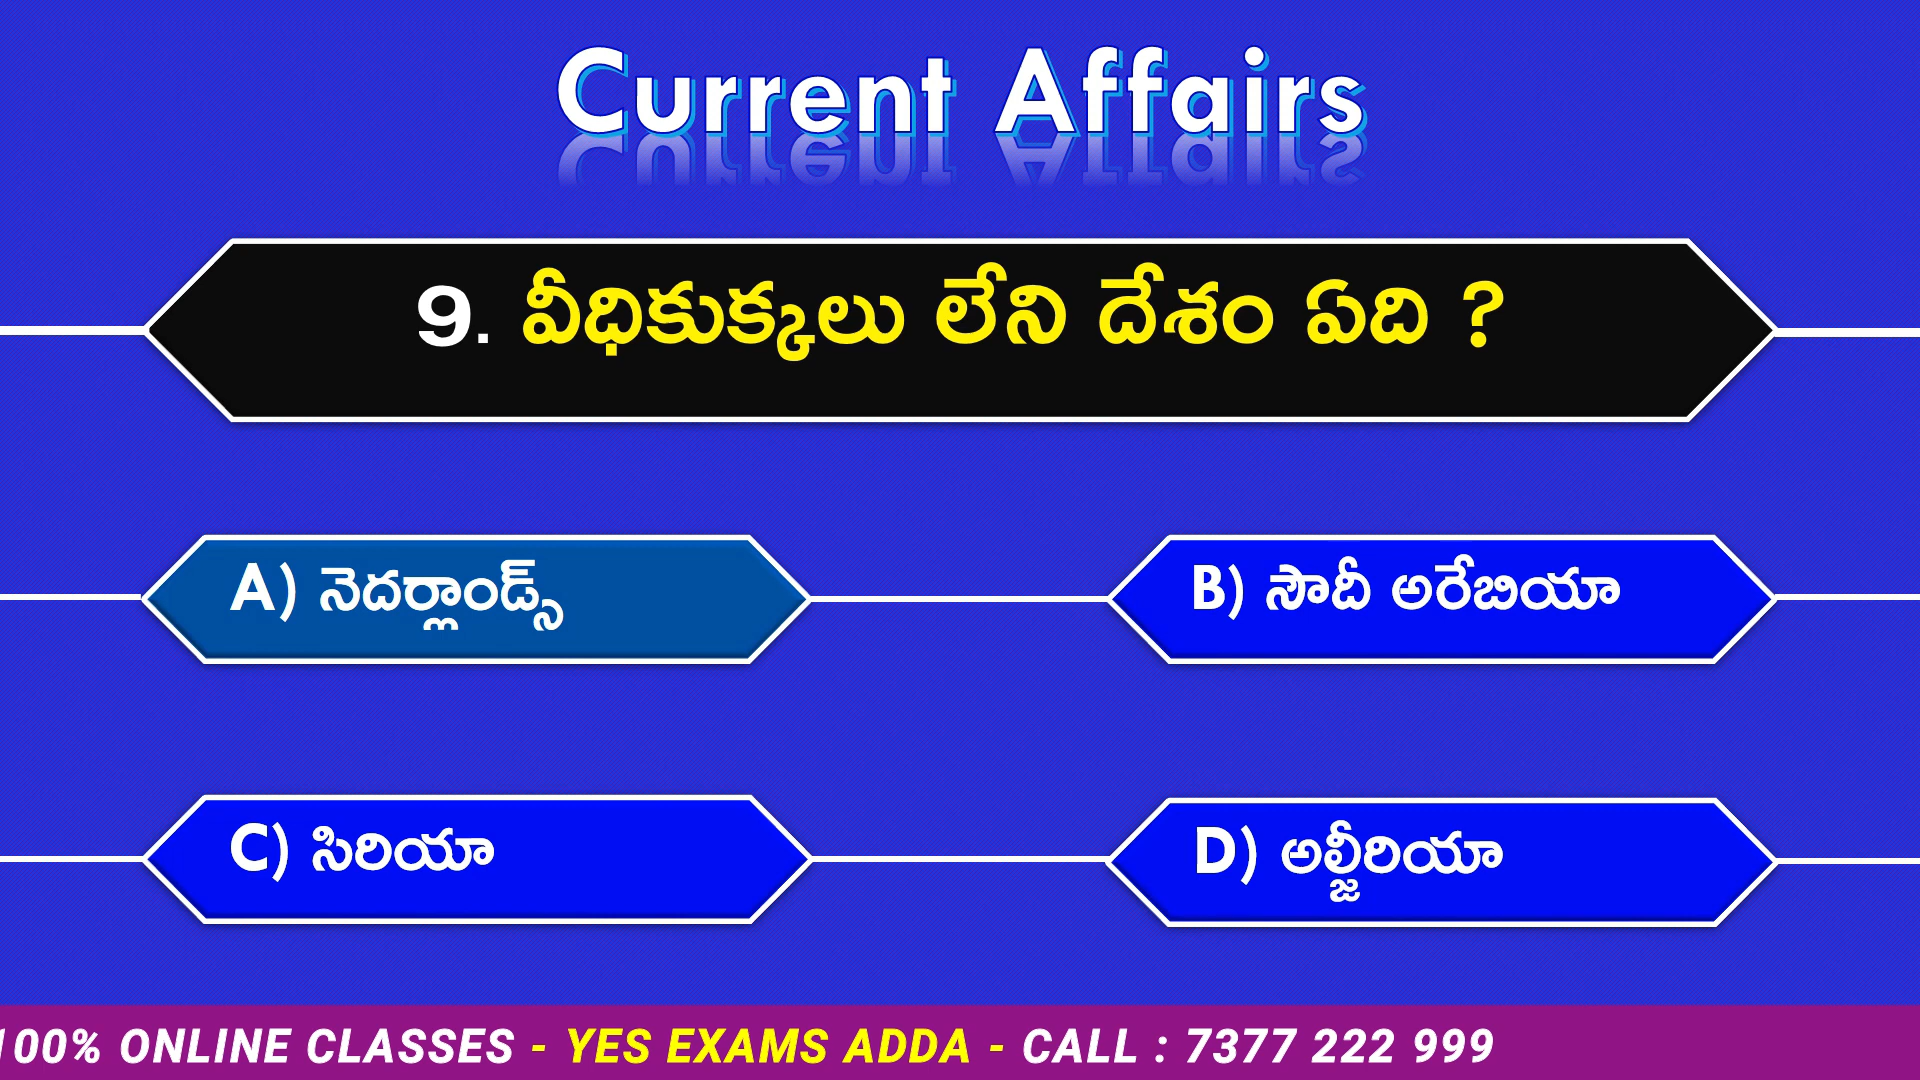 Current Affairs
9. వీధికుక్కలు లేని దేశం ఏది ?
A) నెదర్లాండ్స్
B) సౌదీ అరేబియా
C) సిరియా
D) అల్జీరియా
100% ONLINE CLASSES - YES EXAMS ADDA - CALL : 7377 222 999